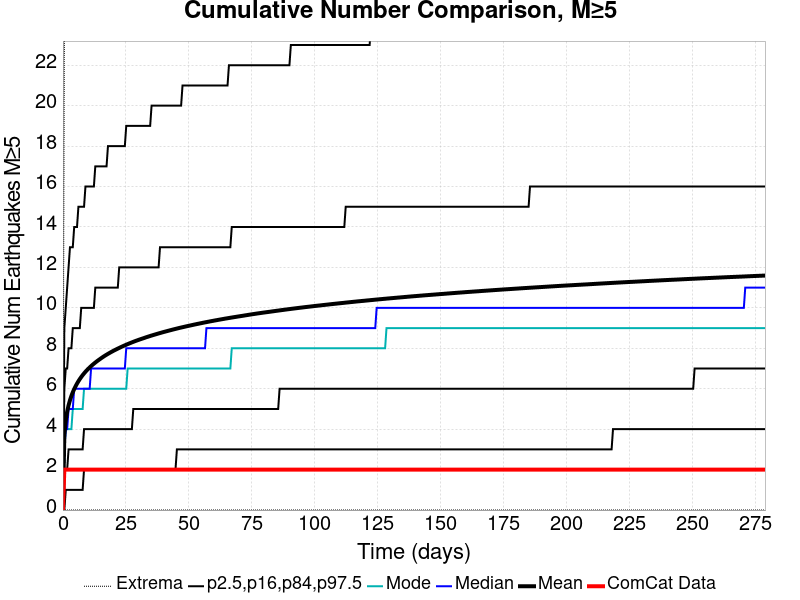 Cumulative Number Comparison, M≥5
Cumulative Num Earthquakes M≥5
22
20
18
16
14
12
10
8
6
4
2
0
0 25 50 75 100 125 150 175 200 225 250 275
Time (days)
Extrema p2.5,p16,p84,p97.5 Mode Median Mean ComCat Data